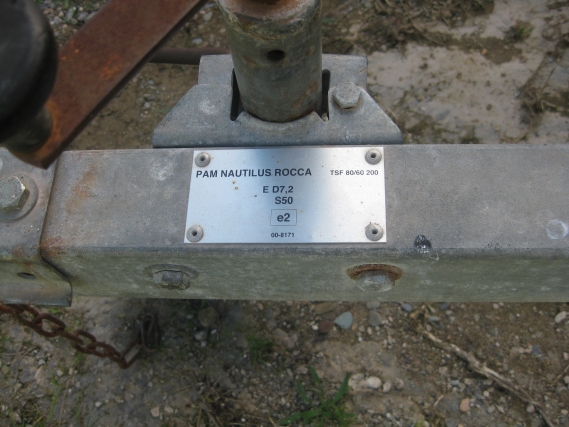 PAM NAUTILUS ROCCA TSF 80/60 200
E D7,2
S50
e2
00-8171